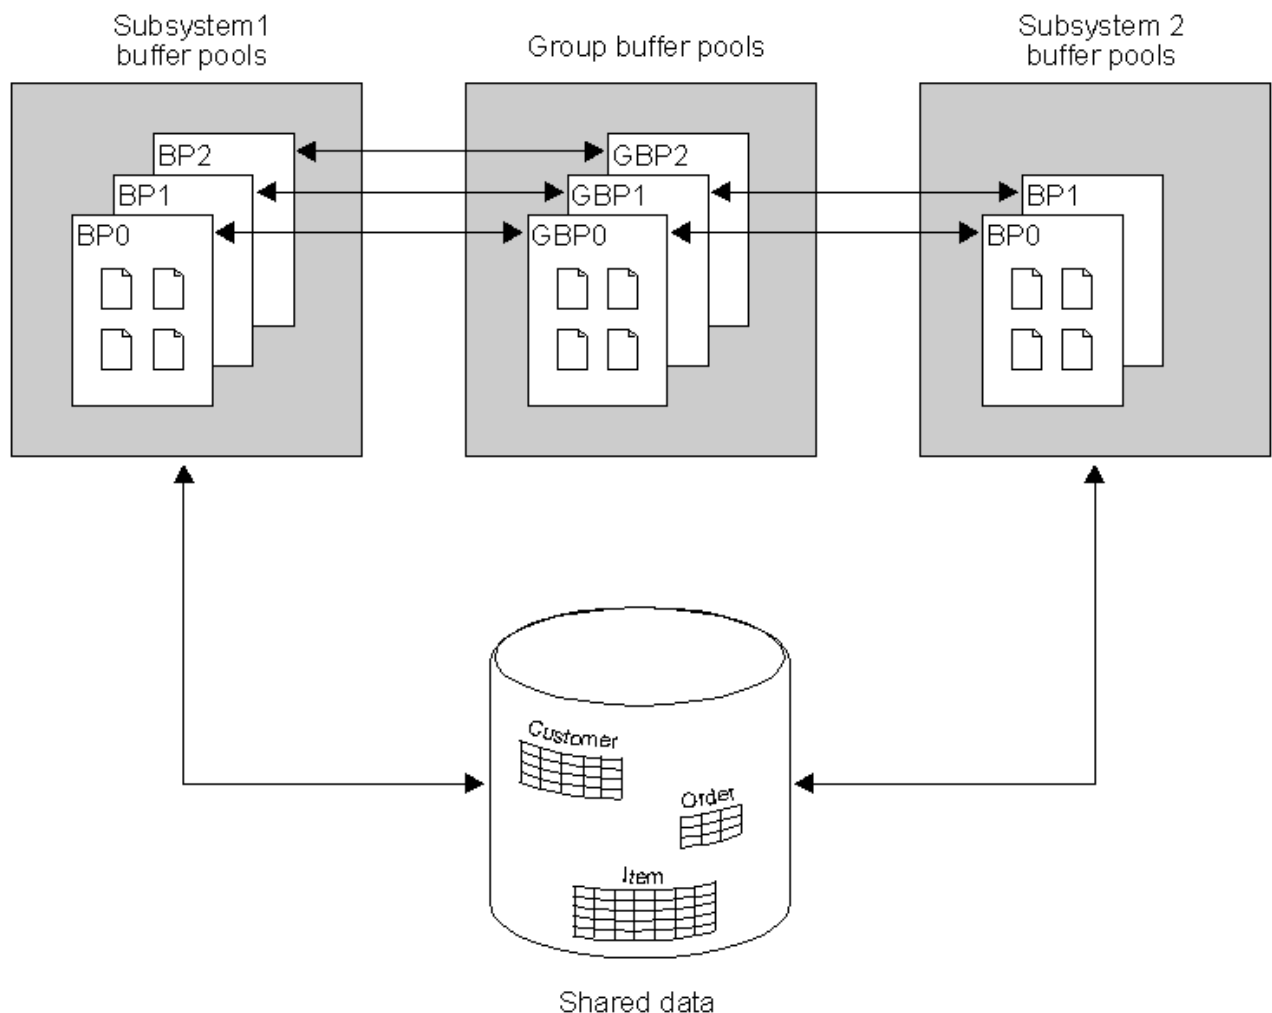 Subsystem1
buffer pools
Group buffer pools
Subsystem 2
buffer pools
BP2
BP1
BP0
GBP2
GBP1
GBP0
BP1
BP0
Customer
Order
Item
Shared data